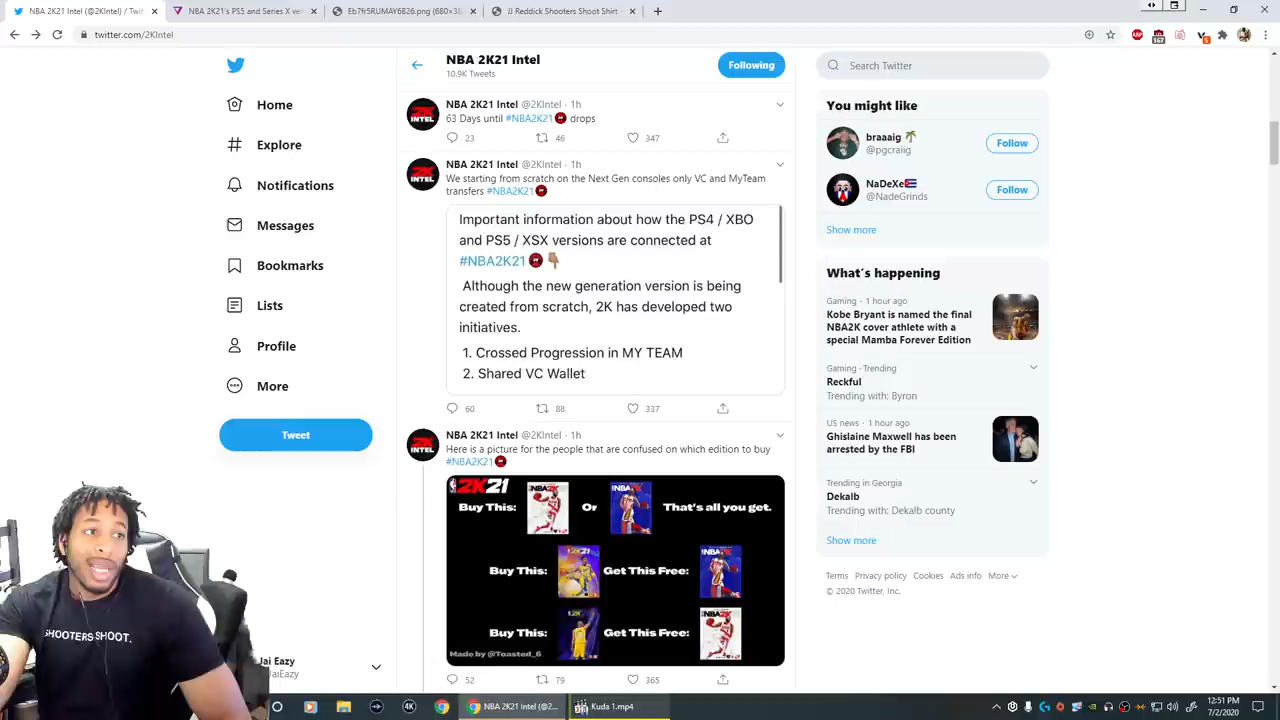 NBA 2K21 Intel (@2KIntel) / Twit
NBA 2K21's PS5 and Series X ve
Eb7fr5RUMAY6826.png (680×38
JJ Reddick Shooters Shoot Shirt -
twitter.com/2KIntel
167
5
Home
Explore
Notifications
Messages
Bookmarks
Lists
Profile
More
Tweet
NBA 2K21 Intel
10.9K Tweets
Following
NBA 2K21 Intel @2KIntel · 1h
63 Days until #NBA2K21 drops
23 46 347
NBA 2K21 Intel @2KIntel · 1h
We starting from scratch on the Next Gen consoles only VC and MyTeam
transfers #NBA2K21
Important information about how the PS4 / XBO
and PS5 / XSX versions are connected at
#NBA2K21
Although the new generation version is being
created from scratch, 2K has developed two
initiatives.
1. Crossed Progression in MY TEAM
2. Shared VC Wallet
60 88 337
NBA 2K21 Intel @2KIntel · 1h
Here is a picture for the people that are confused on which edition to buy
#NBA2K21
2K21
Buy This: Or That's all you get.
Buy This: Get This Free:
Buy This: Get This Free:
Made by @Toasted_6
52 79 365
Search Twitter
You might like
braaaig
@pgcraiig
Follow
NaDeXe
@NadeGrinds
Follow
Show more
What's happening
Gaming · 1 hour ago
Kobe Bryant is named the final
NBA2K cover athlete with a
special Mamba Forever Edition
Gaming · Trending
Reckful
Trending with: Byron
US news · 1 hour ago
Ghislaine Maxwell has been
arrested by the FBI
Trending in Georgia
Dekalb
Trending with: Dekalb county
Show more
Terms Privacy policy Cookies Ads info More
© 2020 Twitter, Inc.
SHOOTERS SHOOT.
Jai Eazy
JaiEazy
4K
NBA 2K21 Intel (@2...
Kuda 1.mp4
12:51 PM
7/2/2020